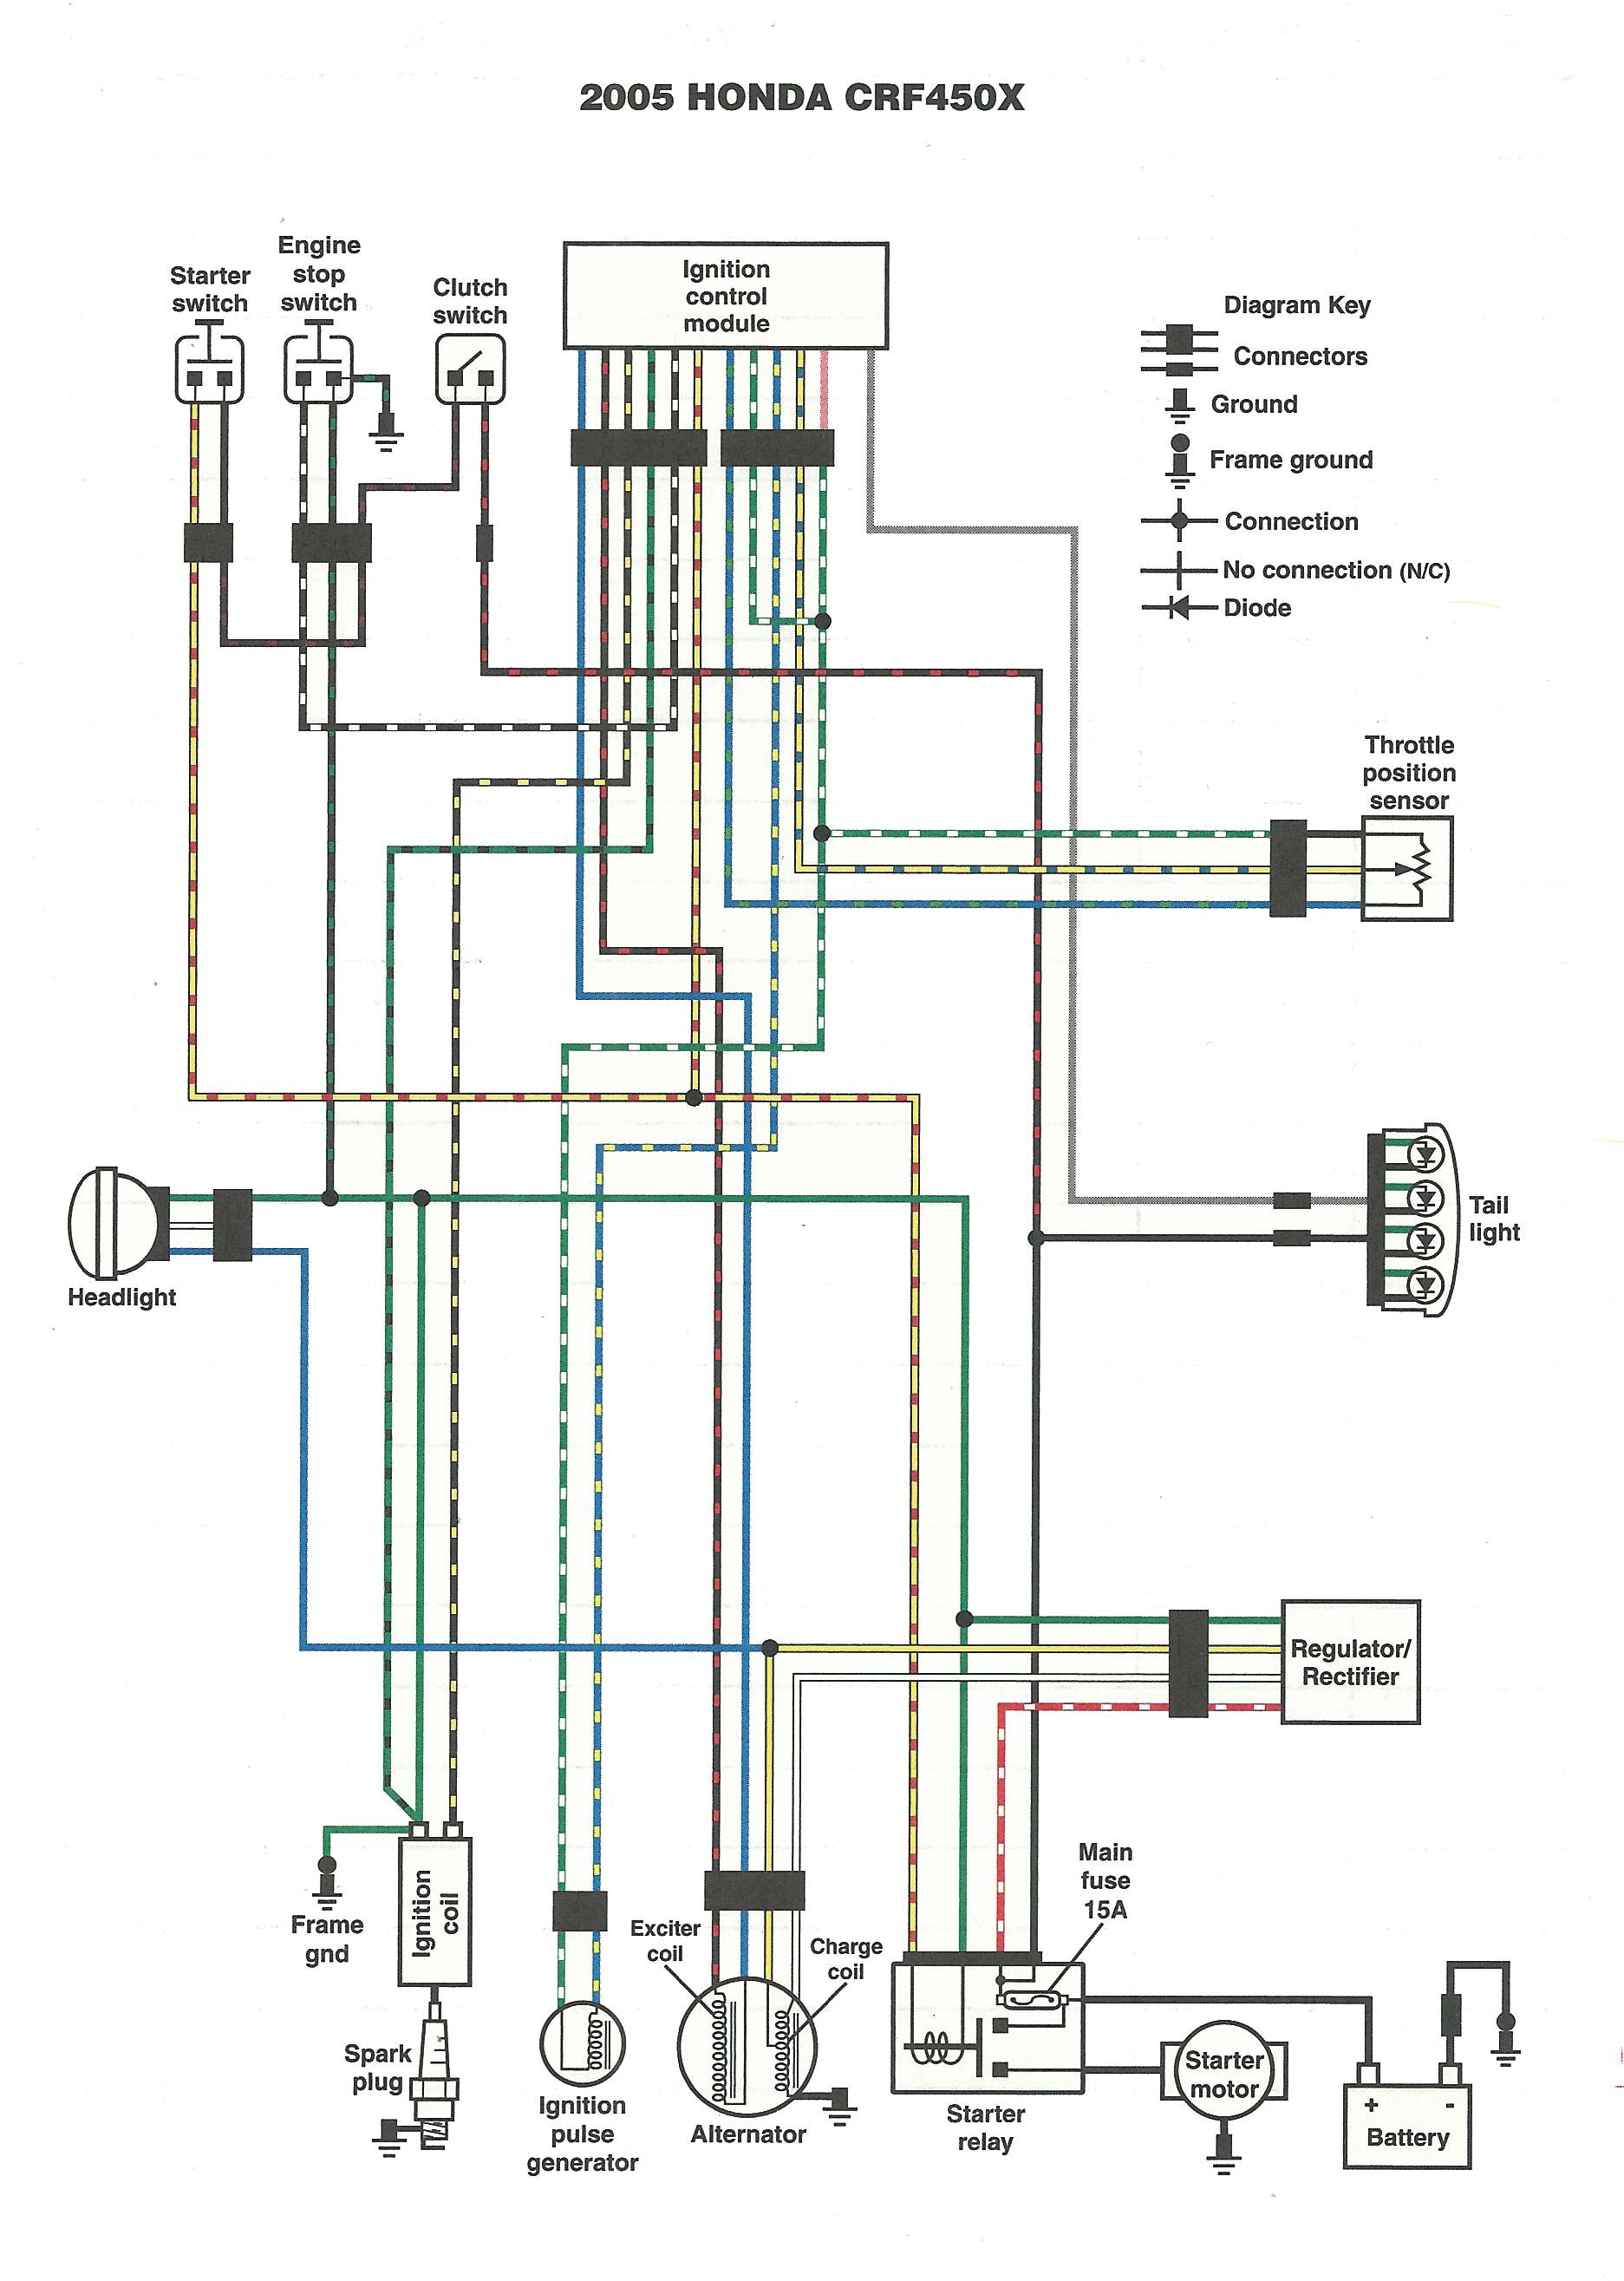 2005 HONDA CRF450X
Starter
switch
Engine
stop
switch
Clutch
switch
Ignition
control
module
Diagram Key
Connectors
Ground
Frame ground
Connection
No connection (N/C)
Diode
Throttle
position
sensor
Headlight
Tail
light
Regulator/
Rectifier
Frame
gnd
Ignition
coil
Spark
plug
Ignition
pulse
generator
Exciter
coil
Charge
coil
Alternator
Main
fuse
15A
Starter
relay
Starter
motor
+ -
Battery